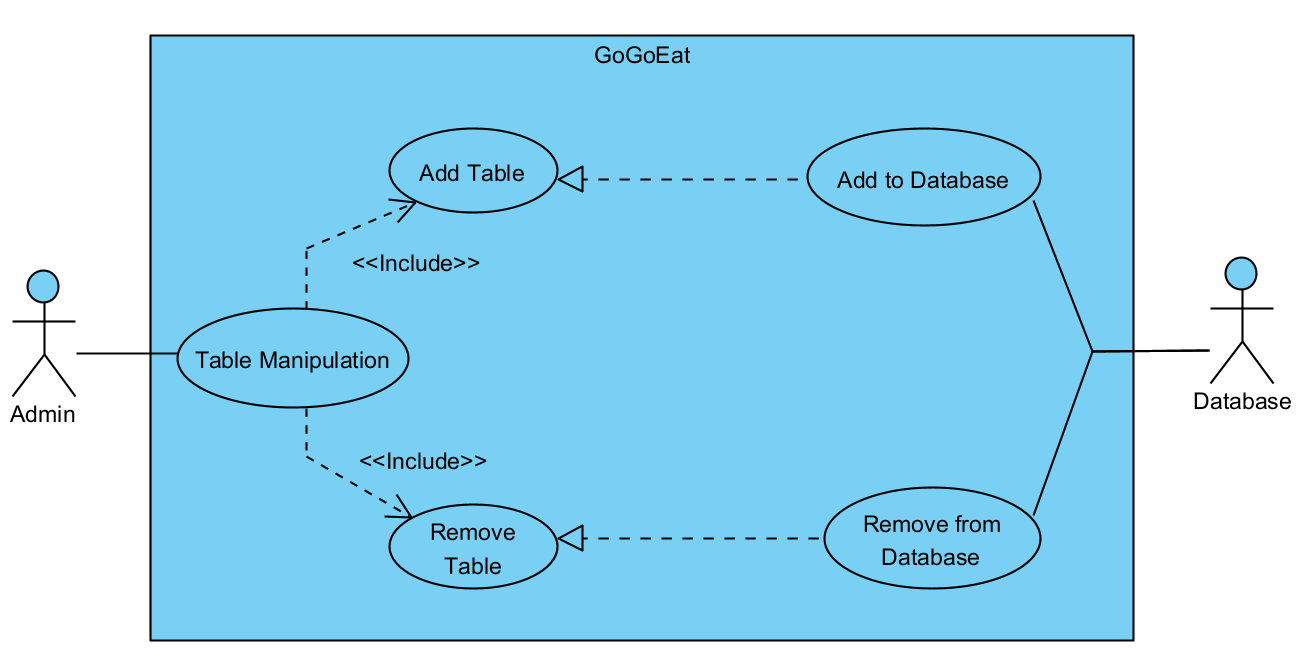 GoGoEat
Add Table
Add to Database
<<Include>>
Table Manipulation
Admin
Database
<<Include>>
Remove
Table
Remove from
Database